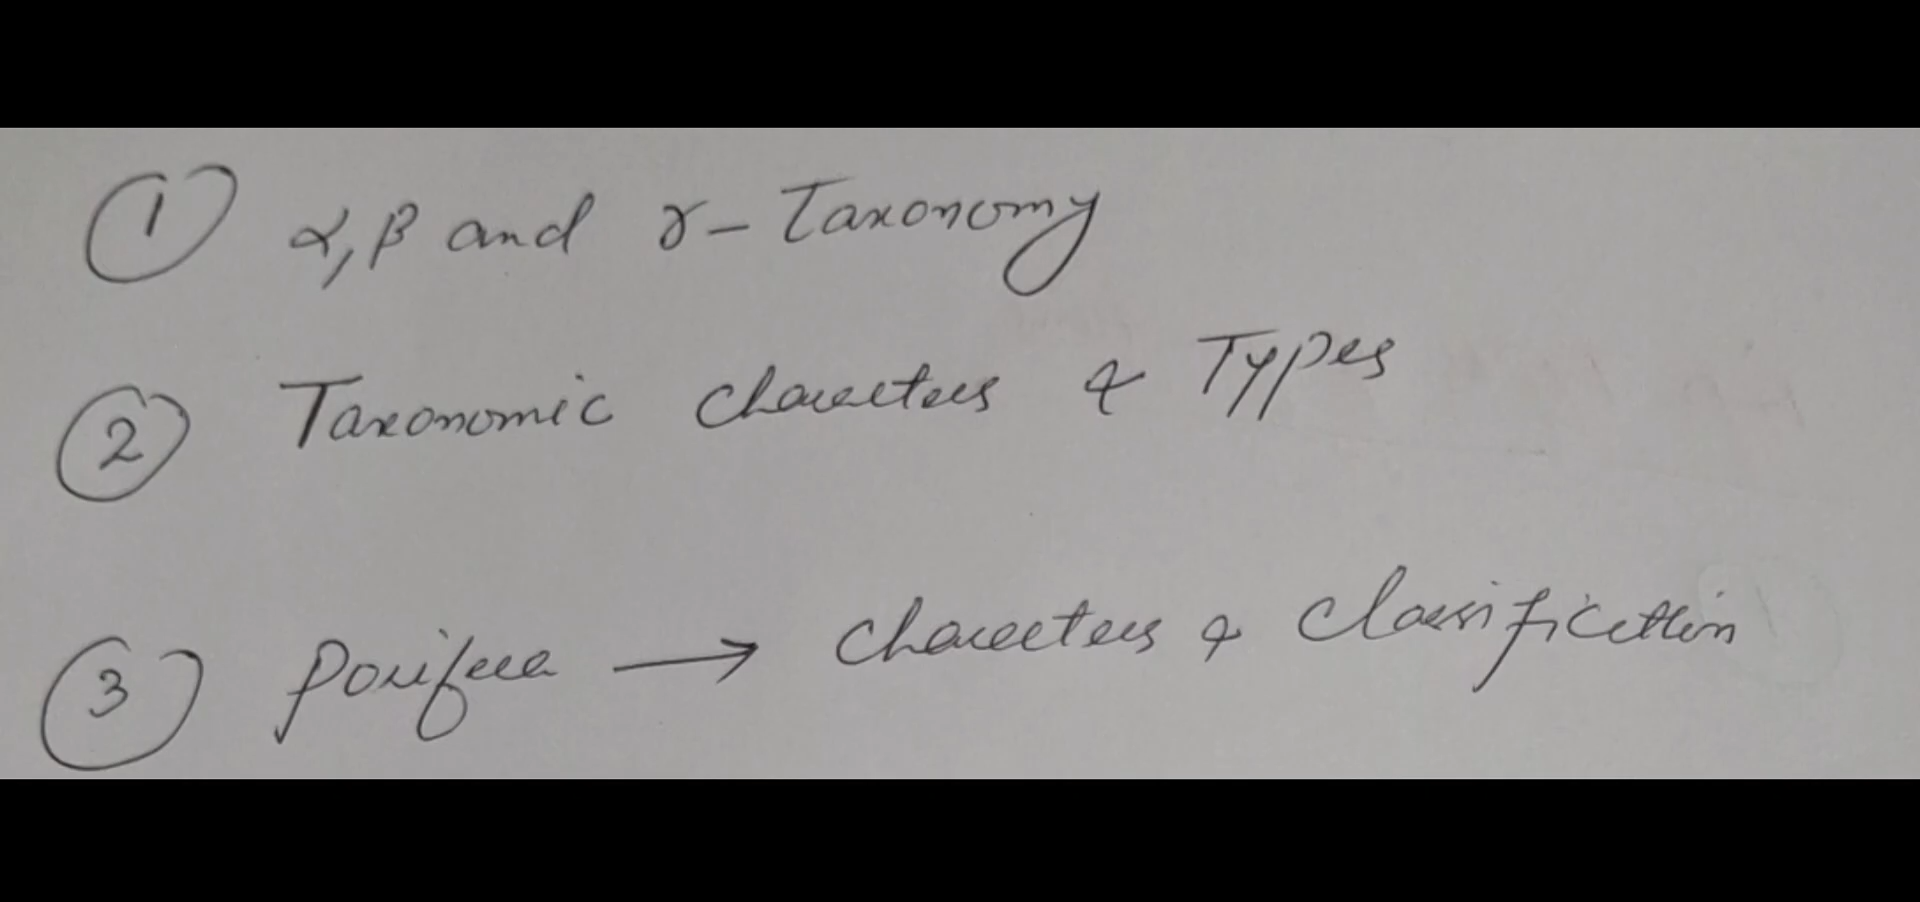 ① α, β and γ- Taxonomy
② Taxonomic characters & Types
③ Porifera → characters & classification